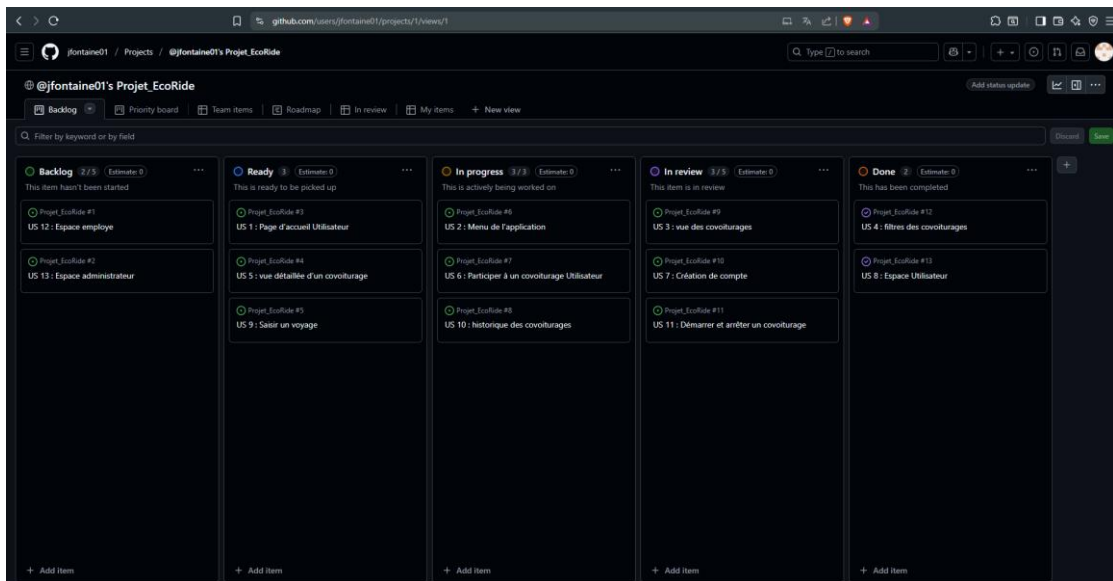 github.com/users/jfontaine01/projects/1/views/1
jfontaine01 / Projects / @jfontaine01's Projet_EcoRide
Type / to search
@jfontaine01's Projet_EcoRide
Add status update
Backlog
Priority board
Team items
Roadmap
In review
My items
+ New view
Filter by keyword or by field
Discard
Save
Backlog 2/5 Estimate: 0
This item hasn't been started
Projet_EcoRide #1
US 12 : Espace employe
Projet_EcoRide #2
US 13 : Espace administrateur
+ Add item
Ready 3 Estimate: 0
This is ready to be picked up
Projet_EcoRide #3
US 1 : Page d'accueil Utilisateur
Projet_EcoRide #4
US 5 : vue détaillée d'un covoiturage
Projet_EcoRide #5
US 9 : Saisir un voyage
+ Add item
In progress 3/3 Estimate: 0
This is actively being worked on
Projet_EcoRide #6
US 2 : Menu de l'application
Projet_EcoRide #7
US 6 : Participer à un covoiturage Utilisateur
Projet_EcoRide #8
US 10 : historique des covoiturages
+ Add item
In review 3/5 Estimate: 0
This item is in review
Projet_EcoRide #9
US 3 : vue des covoiturages
Projet_EcoRide #10
US 7 : Création de compte
Projet_EcoRide #11
US 11 : Démarrer et arrêter un covoiturage
+ Add item
Done 2 Estimate: 0
This has been completed
Projet_EcoRide #12
US 4 : filtres des covoiturages
Projet_EcoRide #13
US 8 : Espace Utilisateur
+ Add item